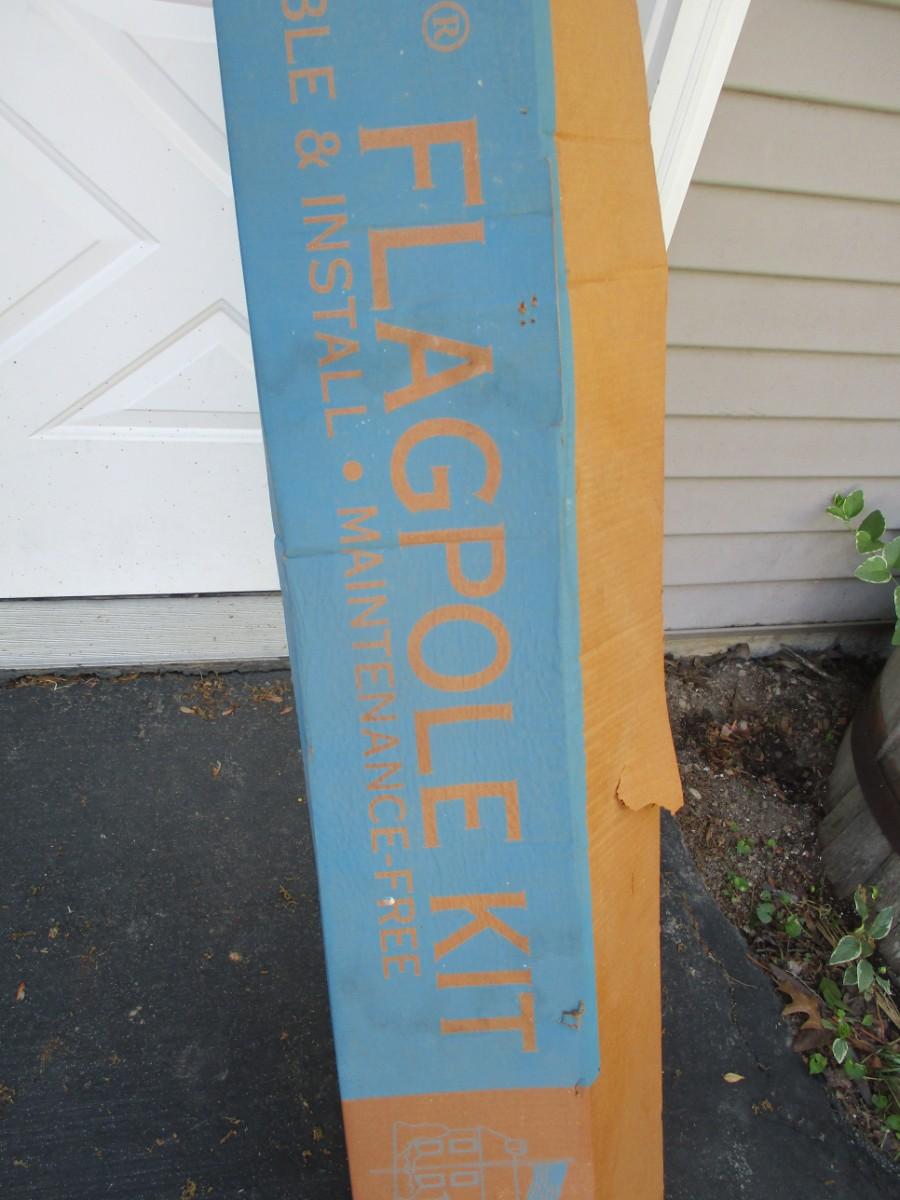 ® FLAGPOLE KIT
BLE & INSTALL • MAINTENANCE-FREE